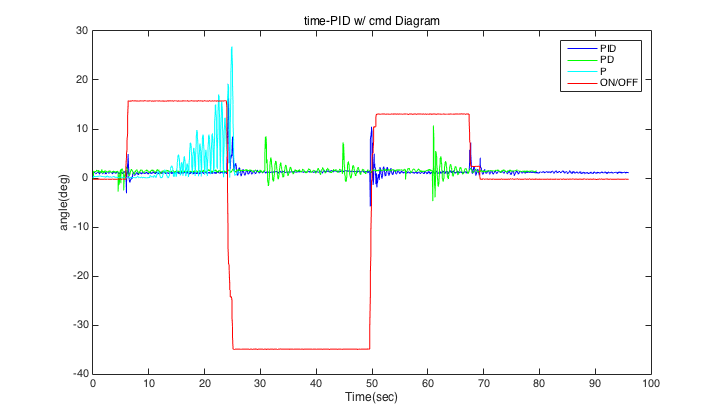 time-PID w/ cmd Diagram
30
20
10
0
-10
-20
-30
-40
angle(deg)
PID
PD
P
ON/OFF
0 10 20 30 40 50 60 70 80 90 100
Time(sec)